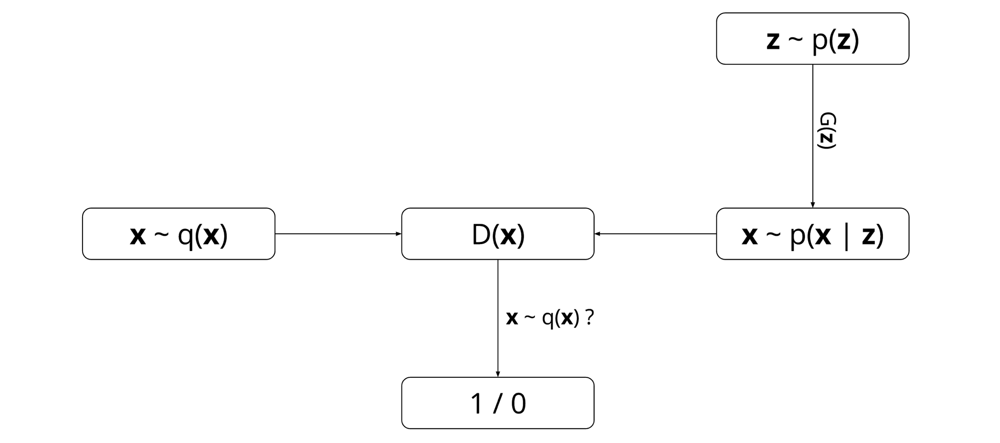 z ~ p(z)
G(z)
x ~ q(x)
D(x)
x ~ p(x | z)
x ~ q(x) ?
1 / 0